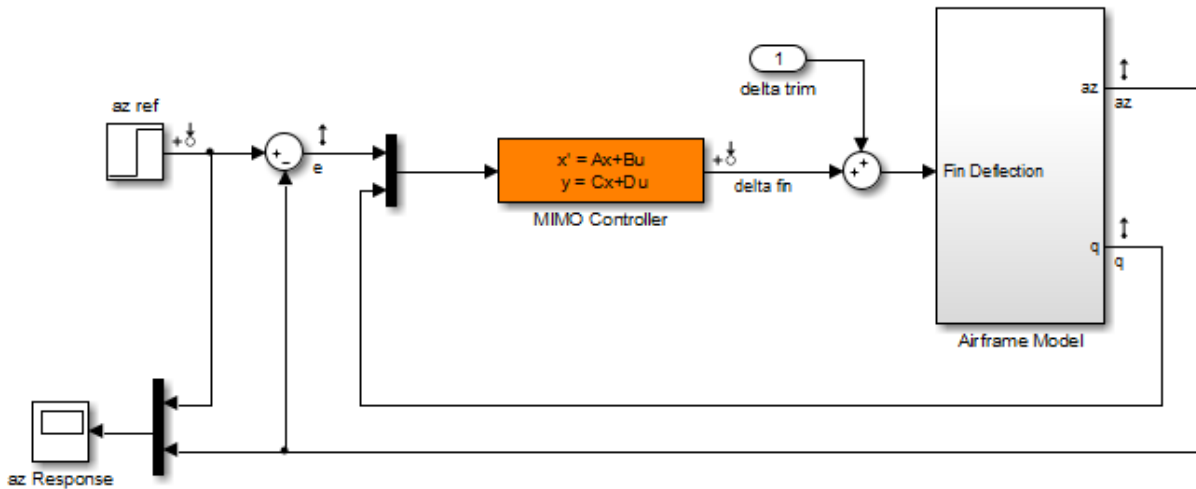 az ref
+
-
e
x' = Ax+Bu
y = Cx+Du
MIMO Controller
delta fin
1
delta trim
+
+
Fin Deflection
az
az
q
q
Airframe Model
az Response